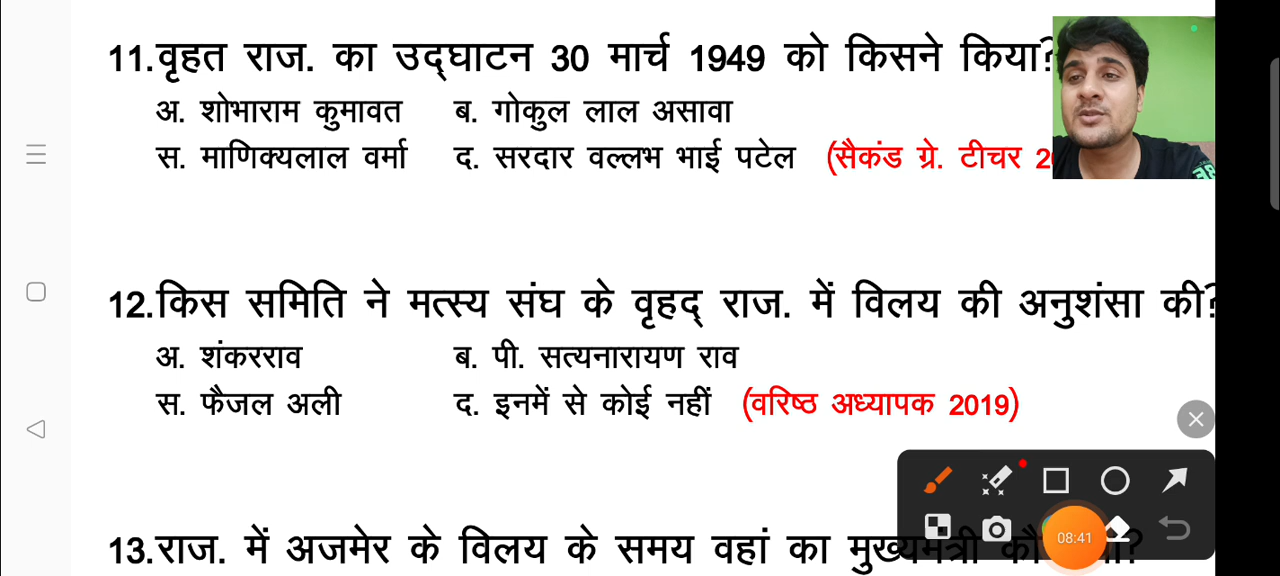 11.वृहत राज. का उद्घाटन 30 मार्च 1949 को किसने किया?
अ. शोभाराम कुमावत ब. गोकुल लाल असावा
स. माणिक्यलाल वर्मा द. सरदार वल्लभ भाई पटेल (सैकंड ग्रे. टीचर
12.किस समिति ने मत्स्य संघ के वृहद् राज. में विलय की अनुशंसा की?
अ. शंकरराव ब. पी. सत्यनारायण राव
स. फैजल अली द. इनमें से कोई नहीं (वरिष्ठ अध्यापक 2019)
13.राज. में अजमेर के विलय के समय वहां का मुख्यमंत्री
08:41